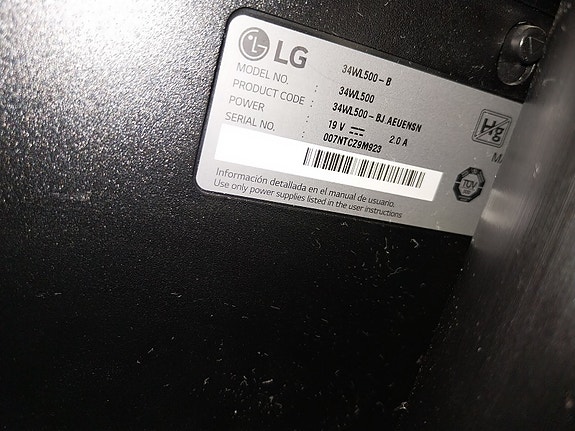 LG
34WL500-B
MODEL NO. : 34WL500
PRODUCT CODE : 34WL500-BJ.AEUENSN
POWER : 19 V 2.0 A
SERIAL NO. : 007NTCZ9M923
Información detallada en el manual de usuario.
Use only power supplies listed in the user instructions
Hg
TÜV